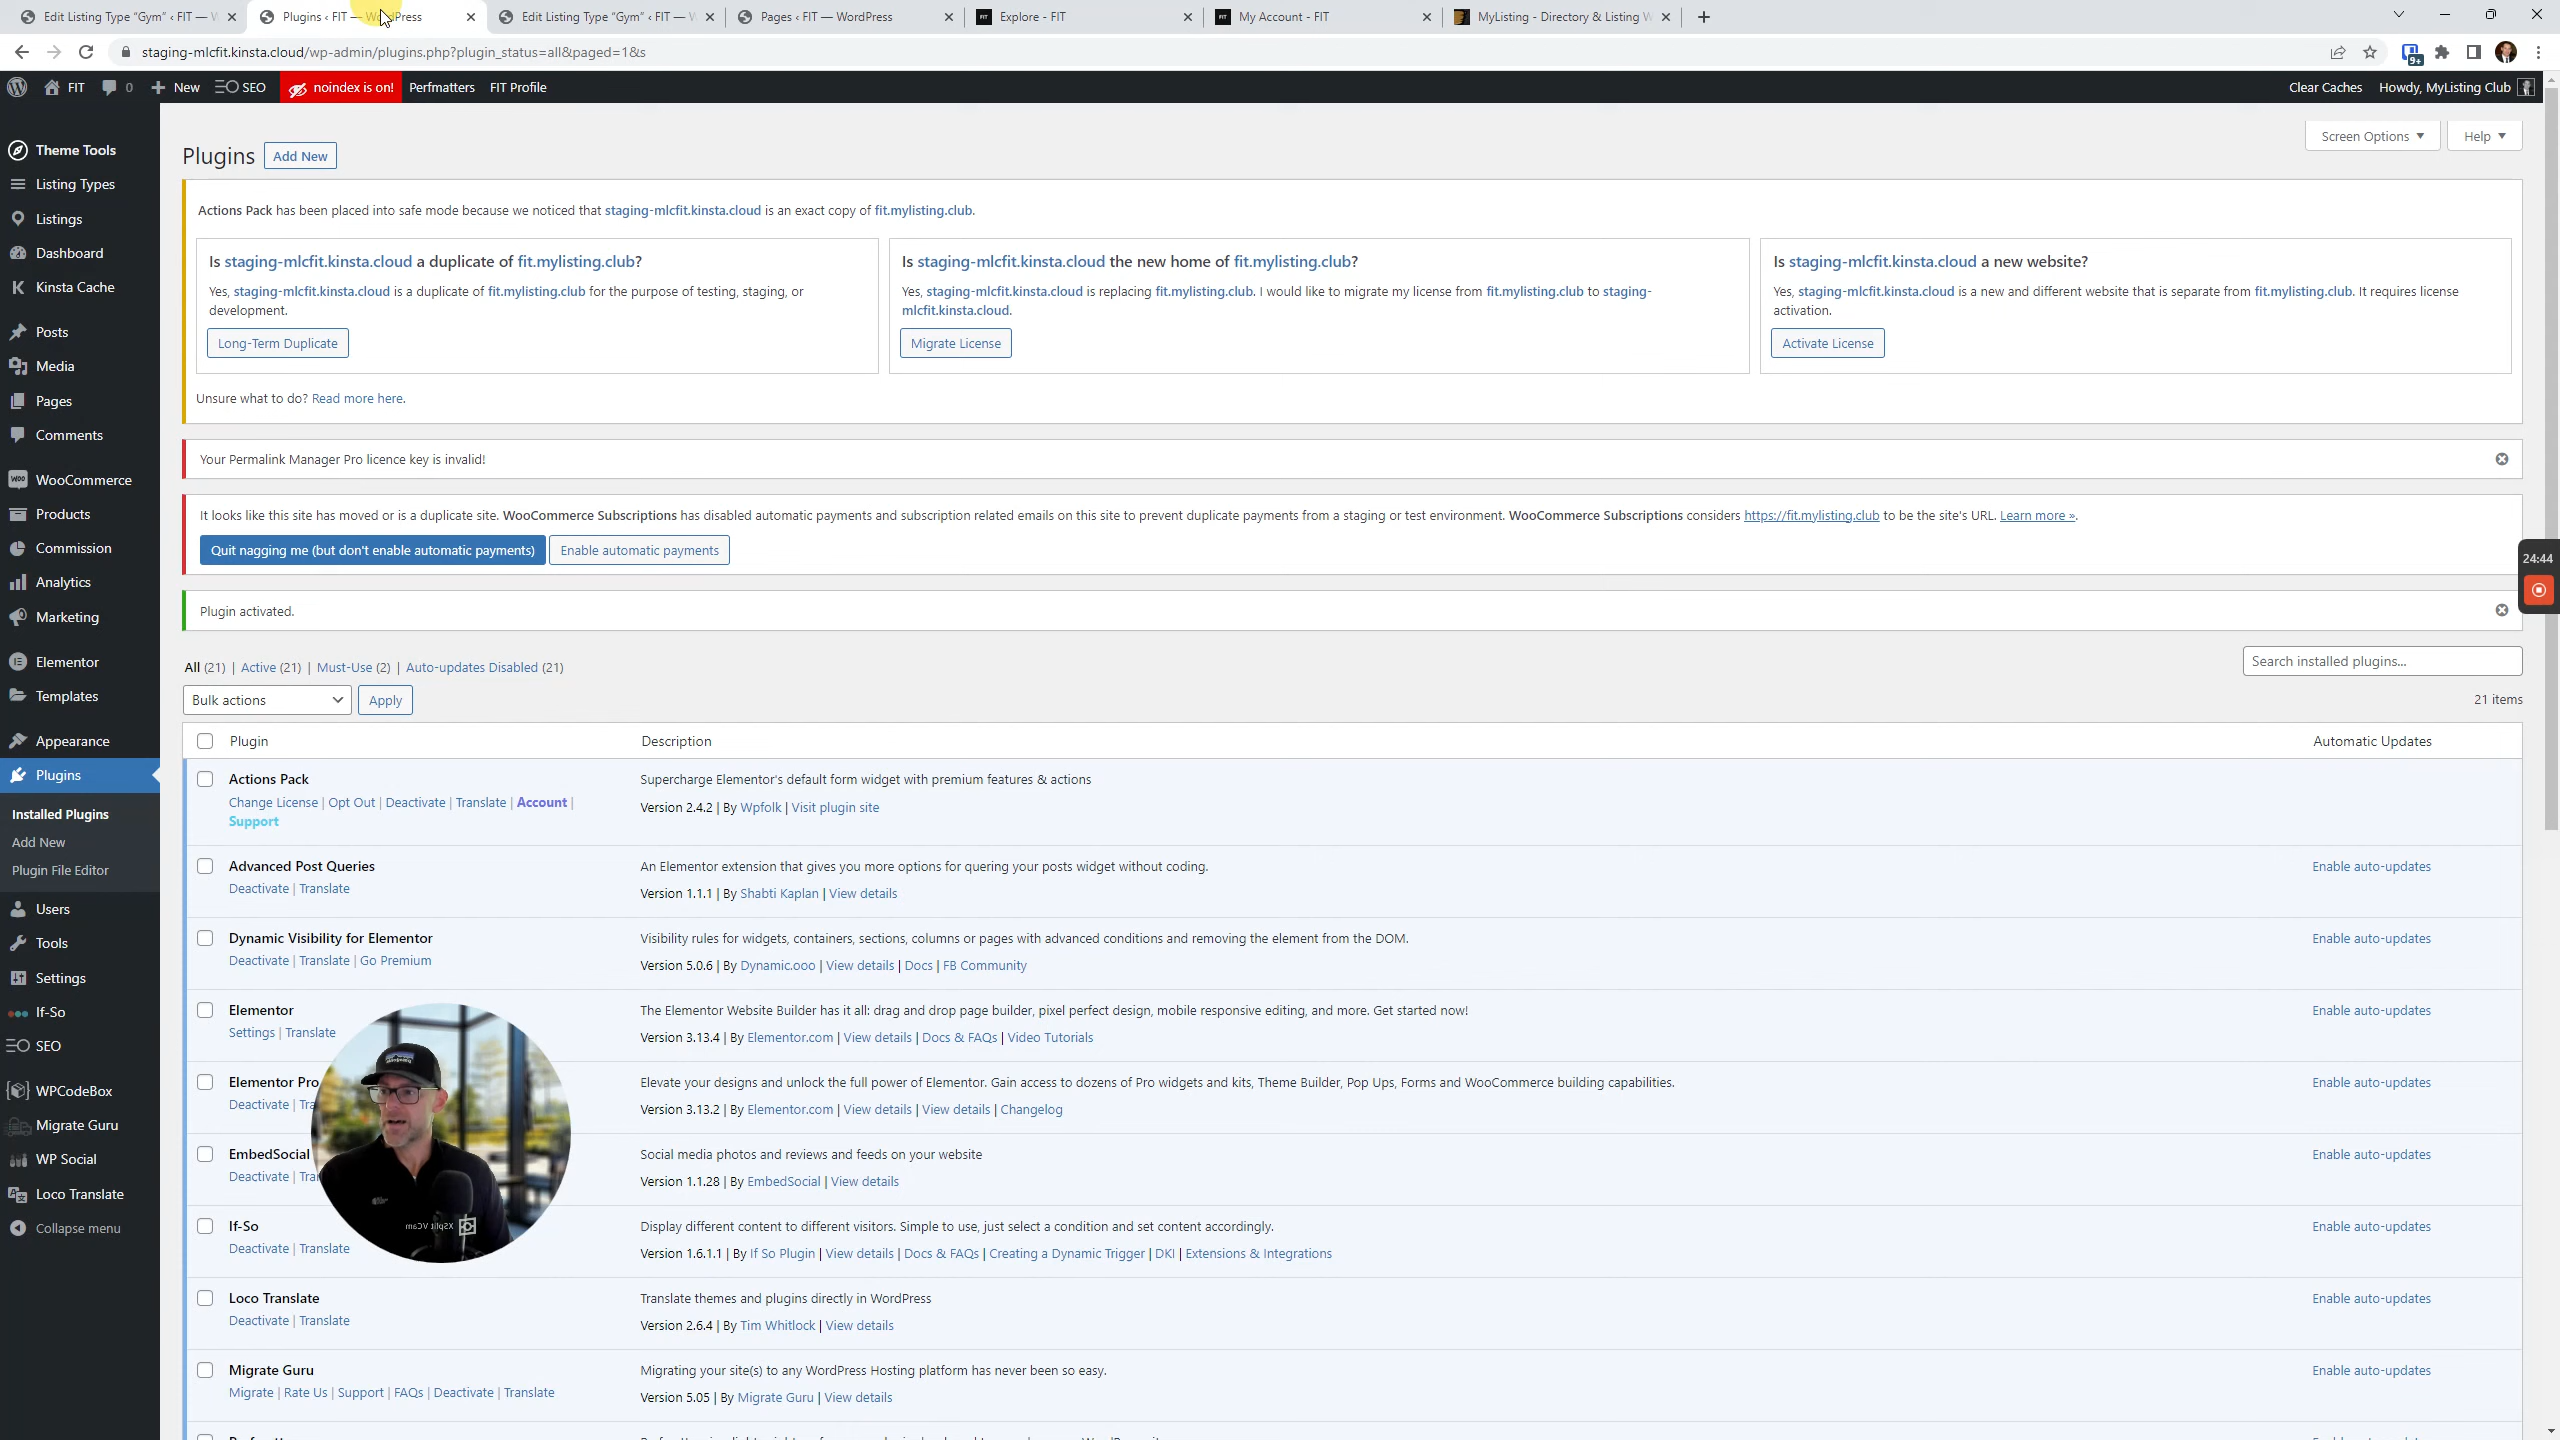 Edit Listing Type “Gym” ‹ FIT — W
Plugins ‹ FIT — WordPress
Edit Listing Type “Gym” ‹ FIT — W
Pages ‹ FIT — WordPress
Explore - FIT
My Account - FIT
MyListing - Directory & Listing W
staging-mlcfit.kinsta.cloud/wp-admin/plugins.php?plugin_status=all&paged=1&s
9+
FIT
0
New
SEO
noindex is on!
Perfmatters
FIT Profile
Clear Caches
Howdy, MyListing Club
Theme Tools
Listing Types
Listings
Dashboard
Kinsta Cache
Posts
Media
Pages
Comments
WooCommerce
Products
Commission
Analytics
Marketing
Elementor
Templates
Appearance
Plugins
Installed Plugins
Add New
Plugin File Editor
Users
Tools
Settings
If-So
SEO
WPCodeBox
Migrate Guru
WP Social
Loco Translate
Collapse menu
Screen Options
Help
Plugins
Add New
Actions Pack has been placed into safe mode because we noticed that staging-mlcfit.kinsta.cloud is an exact copy of fit.mylisting.club.
Is staging-mlcfit.kinsta.cloud a duplicate of fit.mylisting.club?
Yes, staging-mlcfit.kinsta.cloud is a duplicate of fit.mylisting.club for the purpose of testing, staging, or
development.
Long-Term Duplicate
Is staging-mlcfit.kinsta.cloud the new home of fit.mylisting.club?
Yes, staging-mlcfit.kinsta.cloud is replacing fit.mylisting.club. I would like to migrate my license from fit.mylisting.club to staging-
mlcfit.kinsta.cloud.
Migrate License
Is staging-mlcfit.kinsta.cloud a new website?
Yes, staging-mlcfit.kinsta.cloud is a new and different website that is separate from fit.mylisting.club. It requires license
activation.
Activate License
Unsure what to do? Read more here.
Your Permalink Manager Pro licence key is invalid!
It looks like this site has moved or is a duplicate site. WooCommerce Subscriptions has disabled automatic payments and subscription related emails on this site to prevent duplicate payments from a staging or test environment. WooCommerce Subscriptions considers https://fit.mylisting.club to be the site's URL. Learn more ».
Quit nagging me (but don't enable automatic payments)
Enable automatic payments
24:44
Plugin activated.
All (21) | Active (21) | Must-Use (2) | Auto-updates Disabled (21)
Search installed plugins...
Bulk actions
Apply
21 items
Plugin
Description
Automatic Updates
Actions Pack
Change License | Opt Out | Deactivate | Translate | Account |
Support
Supercharge Elementor's default form widget with premium features & actions
Version 2.4.2 | By Wpfolk | Visit plugin site
Advanced Post Queries
Deactivate | Translate
An Elementor extension that gives you more options for quering your posts widget without coding.
Version 1.1.1 | By Shabti Kaplan | View details
Enable auto-updates
Dynamic Visibility for Elementor
Deactivate | Translate | Go Premium
Visibility rules for widgets, containers, sections, columns or pages with advanced conditions and removing the element from the DOM.
Version 5.0.6 | By Dynamic.ooo | View details | Docs | FB Community
Enable auto-updates
Elementor
Settings | Translate
The Elementor Website Builder has it all: drag and drop page builder, pixel perfect design, mobile responsive editing, and more. Get started now!
Version 3.13.4 | By Elementor.com | View details | Docs & FAQs | Video Tutorials
Enable auto-updates
Elementor Pro
Deactivate | Tra
Elevate your designs and unlock the full power of Elementor. Gain access to dozens of Pro widgets and kits, Theme Builder, Pop Ups, Forms and WooCommerce building capabilities.
Version 3.13.2 | By Elementor.com | View details | View details | Changelog
Enable auto-updates
EmbedSocial
Deactivate | Tra
Social media photos and reviews and feeds on your website
Version 1.1.28 | By EmbedSocial | View details
Enable auto-updates
XSplit VCam
If-So
Deactivate | Translate
Display different content to different visitors. Simple to use, just select a condition and set content accordingly.
Version 1.6.1.1 | By If So Plugin | View details | Docs & FAQs | Creating a Dynamic Trigger | DKI | Extensions & Integrations
Enable auto-updates
Loco Translate
Deactivate | Translate
Translate themes and plugins directly in WordPress
Version 2.6.4 | By Tim Whitlock | View details
Enable auto-updates
Migrate Guru
Migrate | Rate Us | Support | FAQs | Deactivate | Translate
Migrating your site(s) to any WordPress Hosting platform has never been so easy.
Version 5.05 | By Migrate Guru | View details
Enable auto-updates